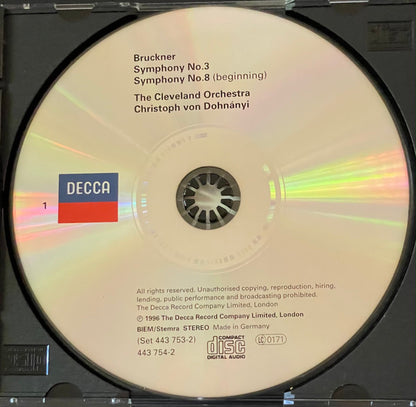 Bruckner
Symphony No.3
Symphony No.8 (beginning)
The Cleveland Orchestra
Christoph von Dohnányi
1
DECCA
All rights reserved. Unauthorised copying, reproduction, hiring,
lending, public performance and broadcasting prohibited.
The Decca Record Company Limited, London
℗ 1996 The Decca Record Company Limited, London
BIEM/Stemra STEREO Made in Germany
(Set 443 753-2)
443 754-2
COMPACT
disc
DIGITAL AUDIO
LC 0171